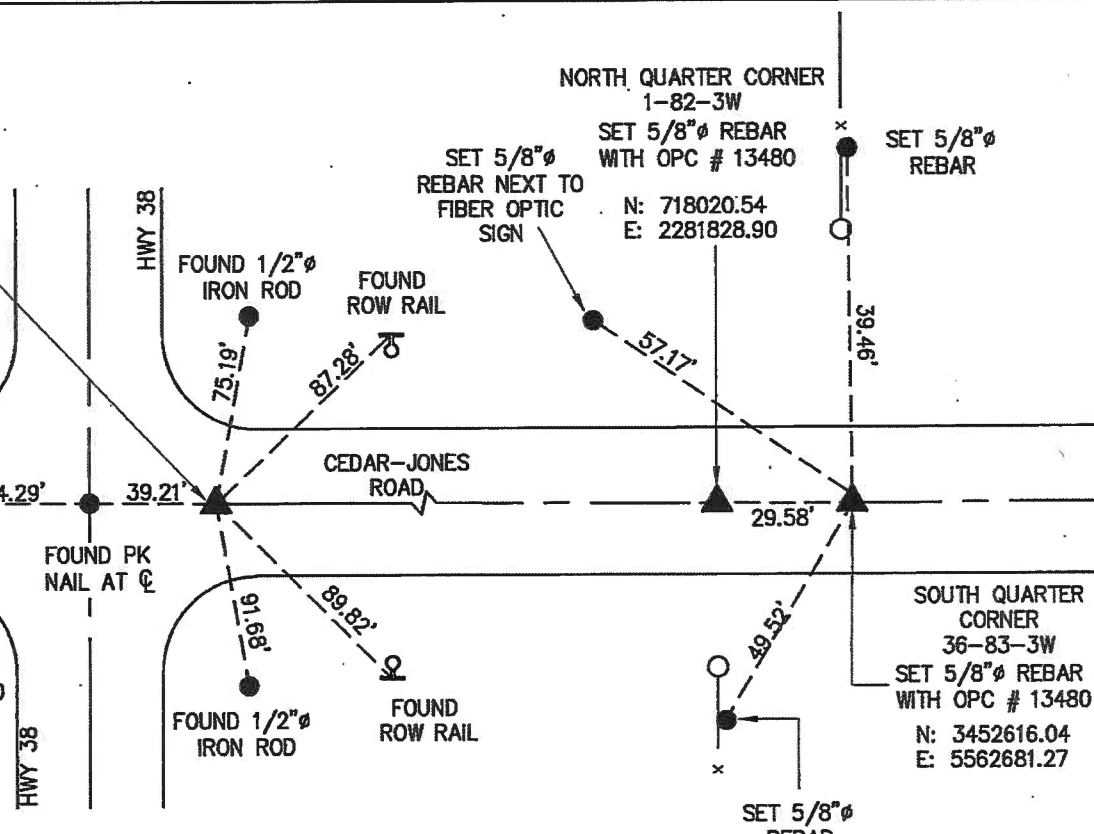 NORTH QUARTER CORNER
1-82-3W
SET 5/8"ø REBAR
WITH OPC # 13480
N: 718020.54
E: 2281828.90
SET 5/8"ø
REBAR
SET 5/8"ø
REBAR NEXT TO
FIBER OPTIC
SIGN
HWY 38
FOUND 1/2"ø
IRON ROD
FOUND
ROW RAIL
75.19'
87.28'
57.17'
39.46'
CEDAR-JONES
ROAD
4.29'
39.21'
29.58'
FOUND PK
NAIL AT ℄
91.68'
89.82'
49.52'
SOUTH QUARTER
CORNER
36-83-3W
SET 5/8"ø REBAR
WITH OPC # 13480
N: 3452616.04
E: 5562681.27
FOUND 1/2"ø
IRON ROD
FOUND
ROW RAIL
HWY 38
SET 5/8"ø
REBAR